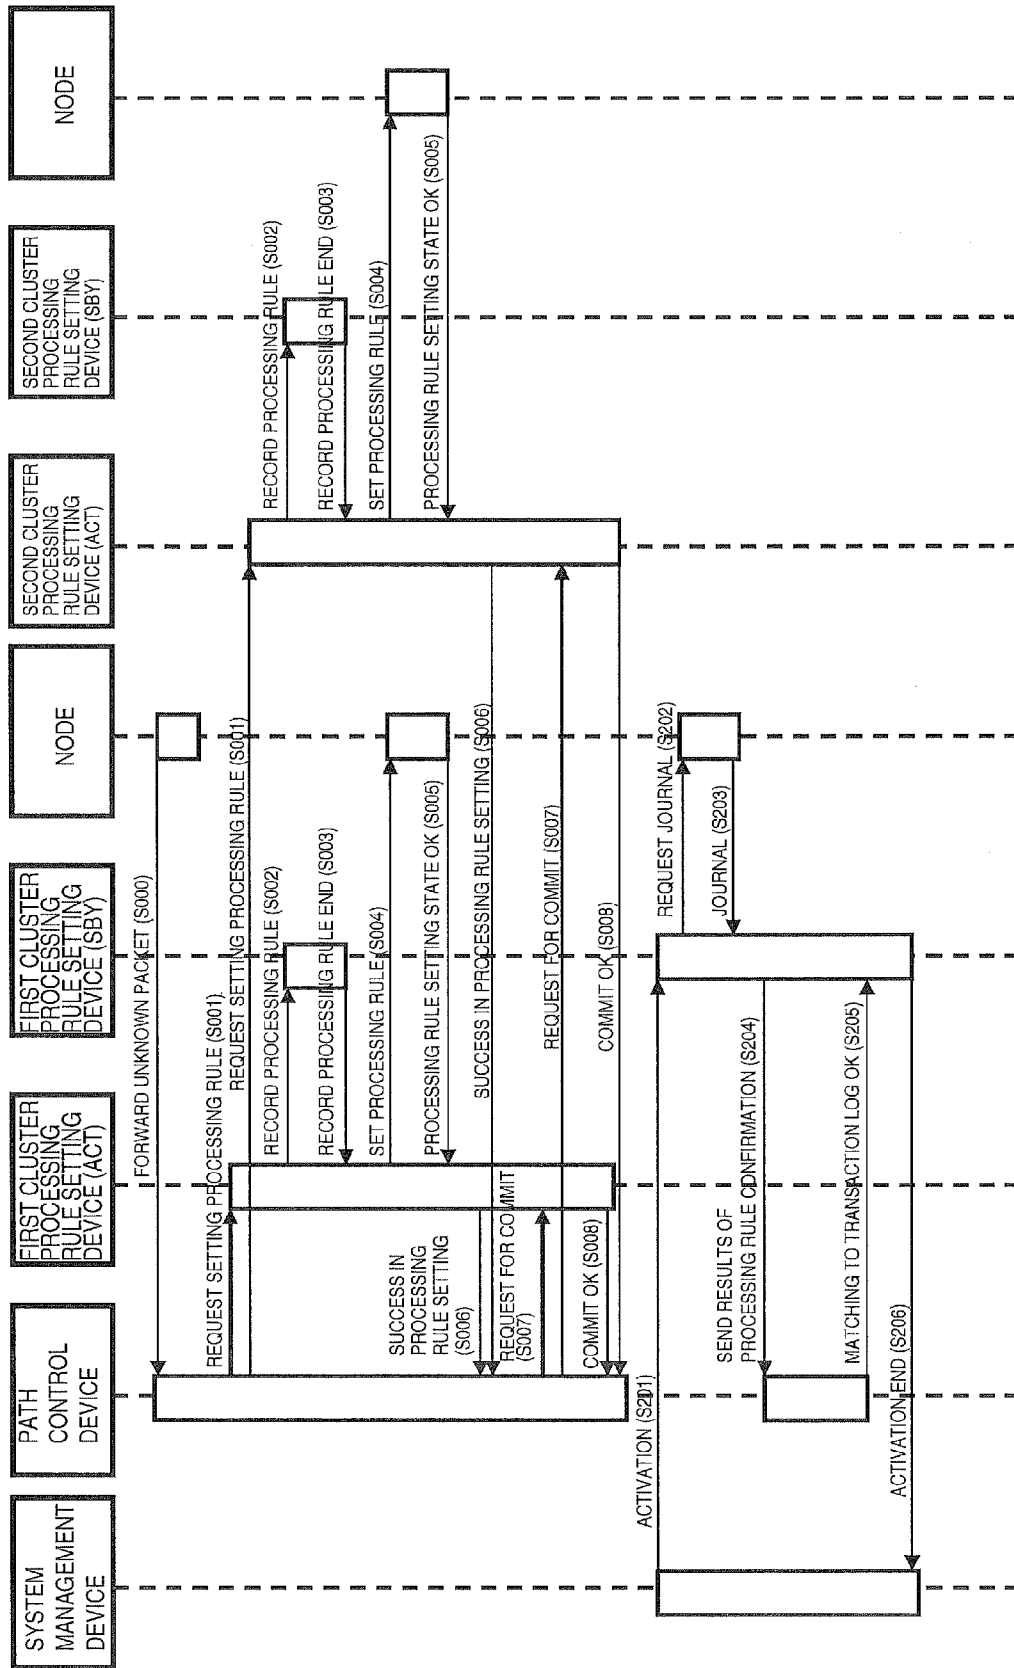 SYSTEM
MANAGEMENT
DEVICE
PATH
CONTROL
DEVICE
FIRST CLUSTER
PROCESSING
RULE SETTING
DEVICE (ACT)
FIRST CLUSTER
PROCESSING
RULE SETTING
DEVICE (SBY)
NODE
SECOND CLUSTER
PROCESSING
RULE SETTING
DEVICE (ACT)
SECOND CLUSTER
PROCESSING
RULE SETTING
DEVICE (SBY)
NODE
FORWARD UNKNOWN PACKET (S000)
REQUEST SETTING PROCESSING RULE (S001)
REQUEST SETTING PROCESSING RULE (S001)
RECORD PROCESSING RULE (S002)
RECORD PROCESSING RULE (S002)
RECORD PROCESSING RULE END (S003)
RECORD PROCESSING RULE END (S003)
SET PROCESSING RULE (S004)
SET PROCESSING RULE (S004)
PROCESSING RULE SETTING STATE OK (S005)
PROCESSING RULE SETTING STATE OK (S005)
SUCCESS IN
PROCESSING
RULE SETTING
(S006)
SUCCESS IN PROCESSING RULE SETTING (S006)
REQUEST FOR COMMIT
(S007)
REQUEST FOR COMMIT (S007)
COMMIT OK (S008)
COMMIT OK (S008)
ACTIVATION (S201)
REQUEST JOURNAL (S202)
JOURNAL (S203)
SEND RESULTS OF
PROCESSING RULE CONFIRMATION (S204)
MATCHING TO TRANSACTION LOG OK (S205)
ACTIVATION END (S206)